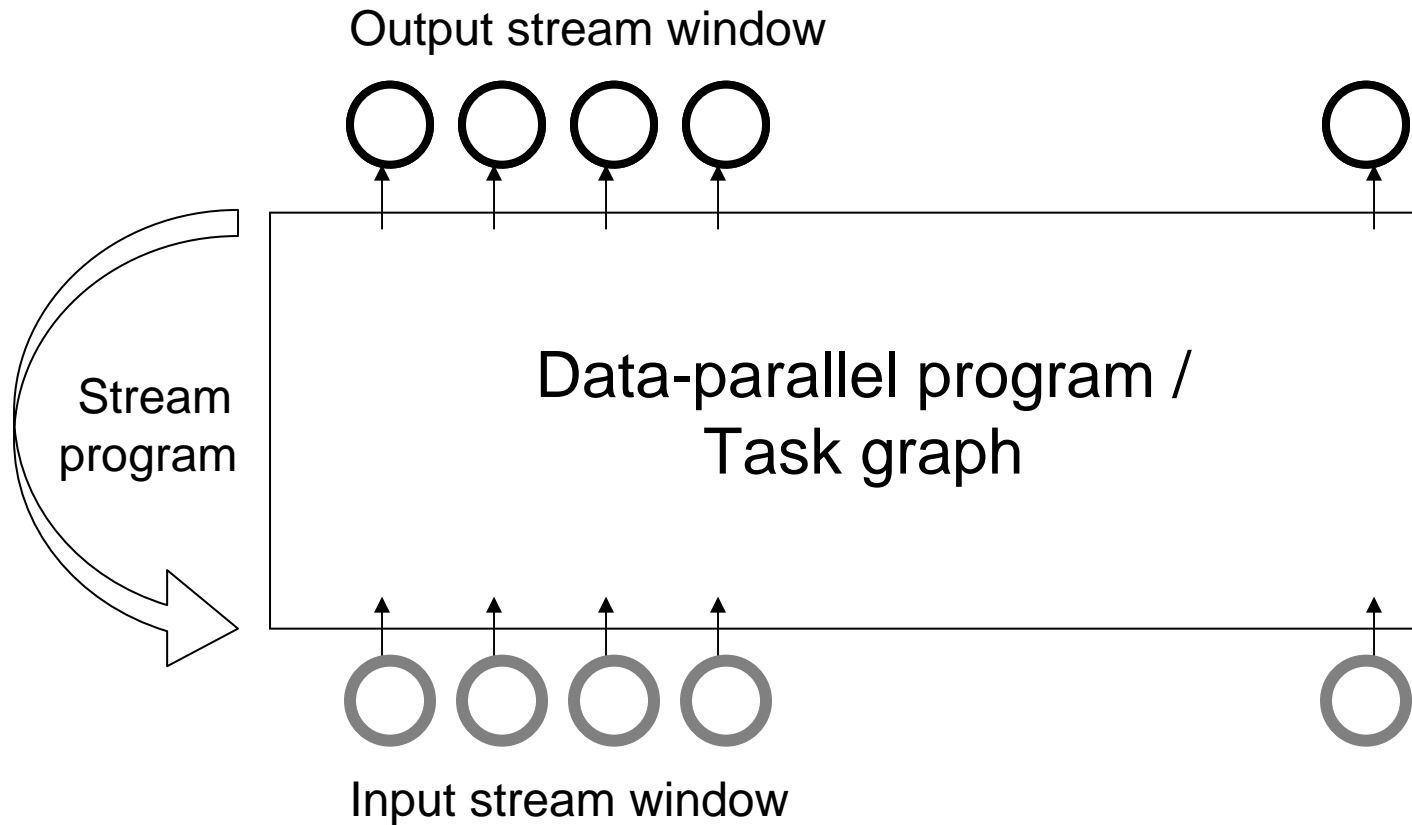 Output stream window
Stream
program
Data-parallel program /
Task graph
Input stream window